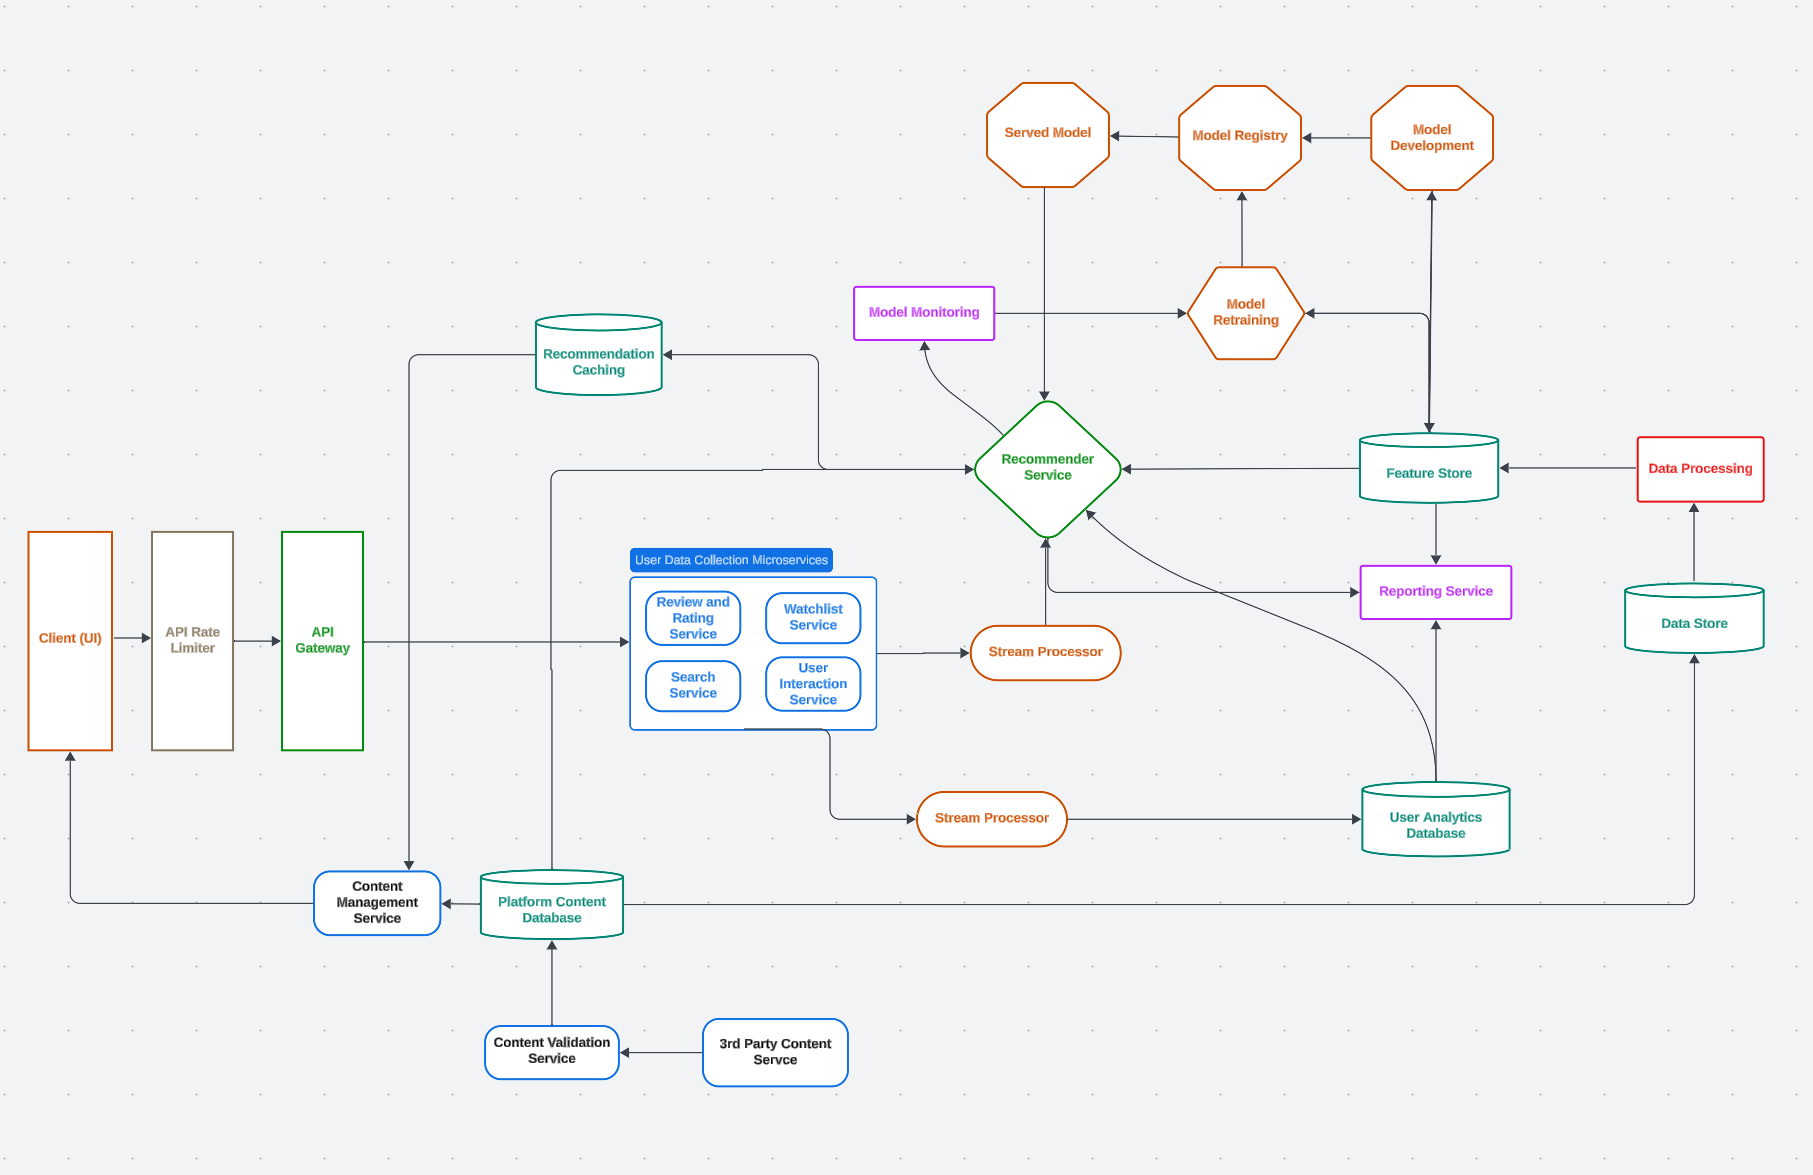 Served Model
Model Registry
Model
Development
Model Monitoring
Model
Retraining
Recommendation
Caching
Recommender
Service
Feature Store
Data Processing
User Data Collection Microservices
Client (UI)
API Rate
Limiter
API
Gateway
Review and
Rating
Service
Watchlist
Service
Search
Service
User
Interaction
Service
Stream Processor
Reporting Service
Data Store
Stream Processor
User Analytics
Database
Content
Management
Service
Platform Content
Database
Content Validation
Service
3rd Party Content
Servce